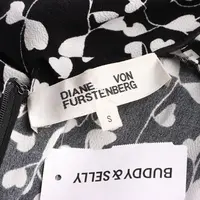 DIANE VON
FURSTENBERG
S
BUDDY&SELLY